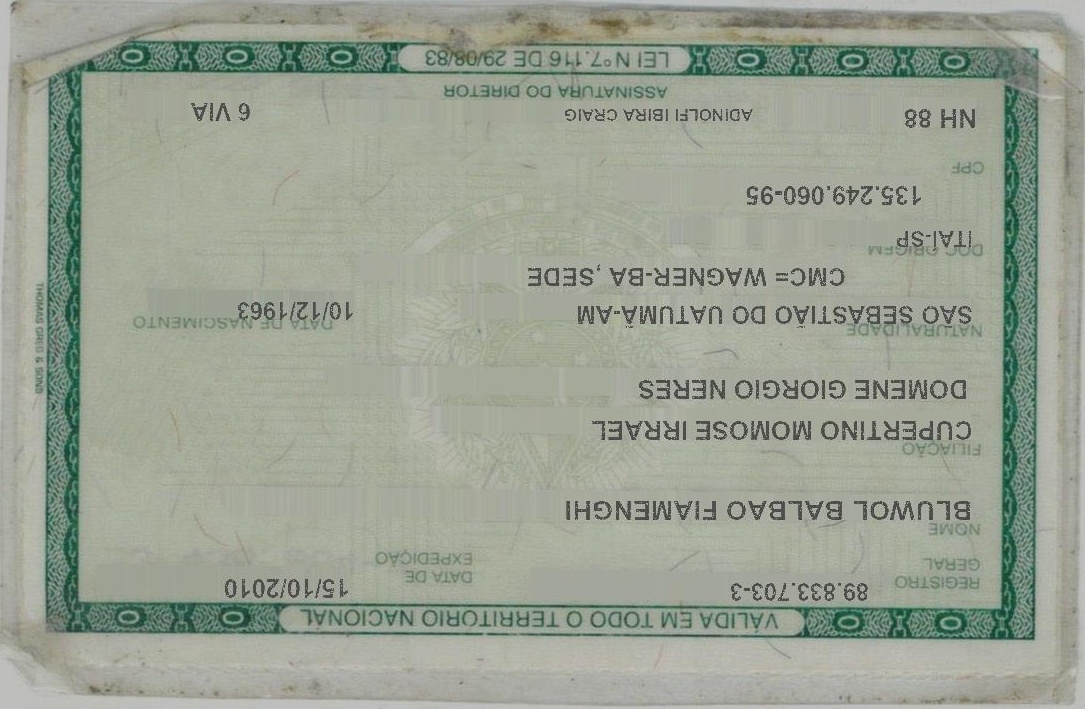 VÁLIDA EM TODO O TERRITÓRIO NACIONAL
REGISTRO GERAL 89.833.703-3 DATA DE EXPEDIÇÃO 15/10/2010
NOME
BLUWOL BALBAO FIAMENGHI
FILIAÇÃO
CUPERTINO MOMOSE IRRAEL
DOMENE GIORGIO NERES
NATURALIDADE DATA DE NASCIMENTO
SAO SEBASTIÃO DO UATUMÃ-AM 10/12/1963
CMC= WAGNER-BA ,SEDE
DOC ORIGEM
ITAI-SP
135.249.060-95
CPF
NH 88 ADINOLFI IBIRA CRAIG 6 VIA
ASSINATURA DO DIRETOR
LEI Nº 7.116 DE 29/08/83
THOMAS GREG & SONS